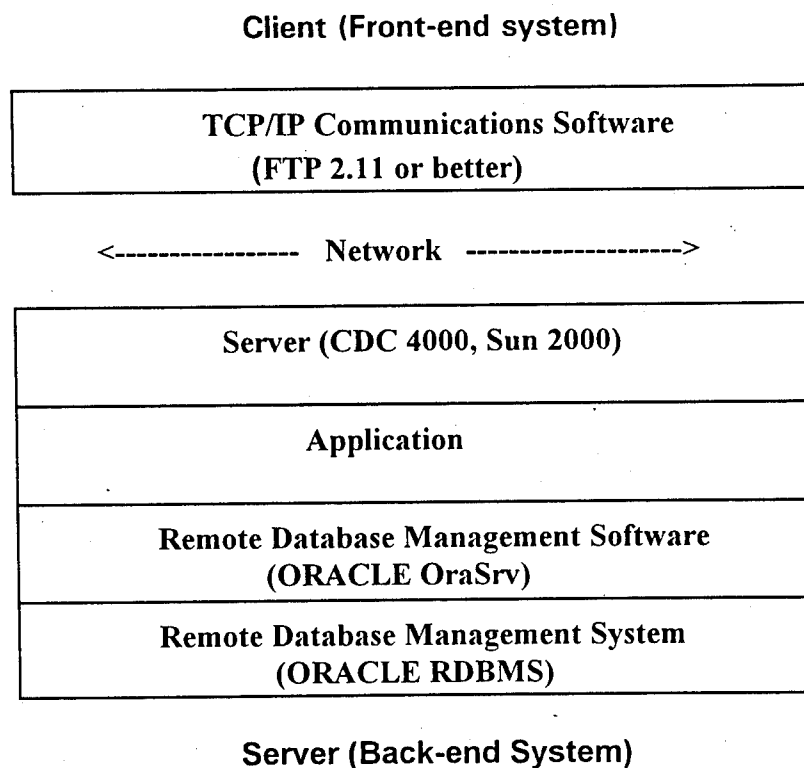 Client (Front-end system)
TCP/IP Communications Software
(FTP 2.11 or better)
<----------------- Network -------------------->
Server (CDC 4000, Sun 2000)
Application
Remote Database Management Software
(ORACLE OraSrv)
Remote Database Management System
(ORACLE RDBMS)
Server (Back-end System)